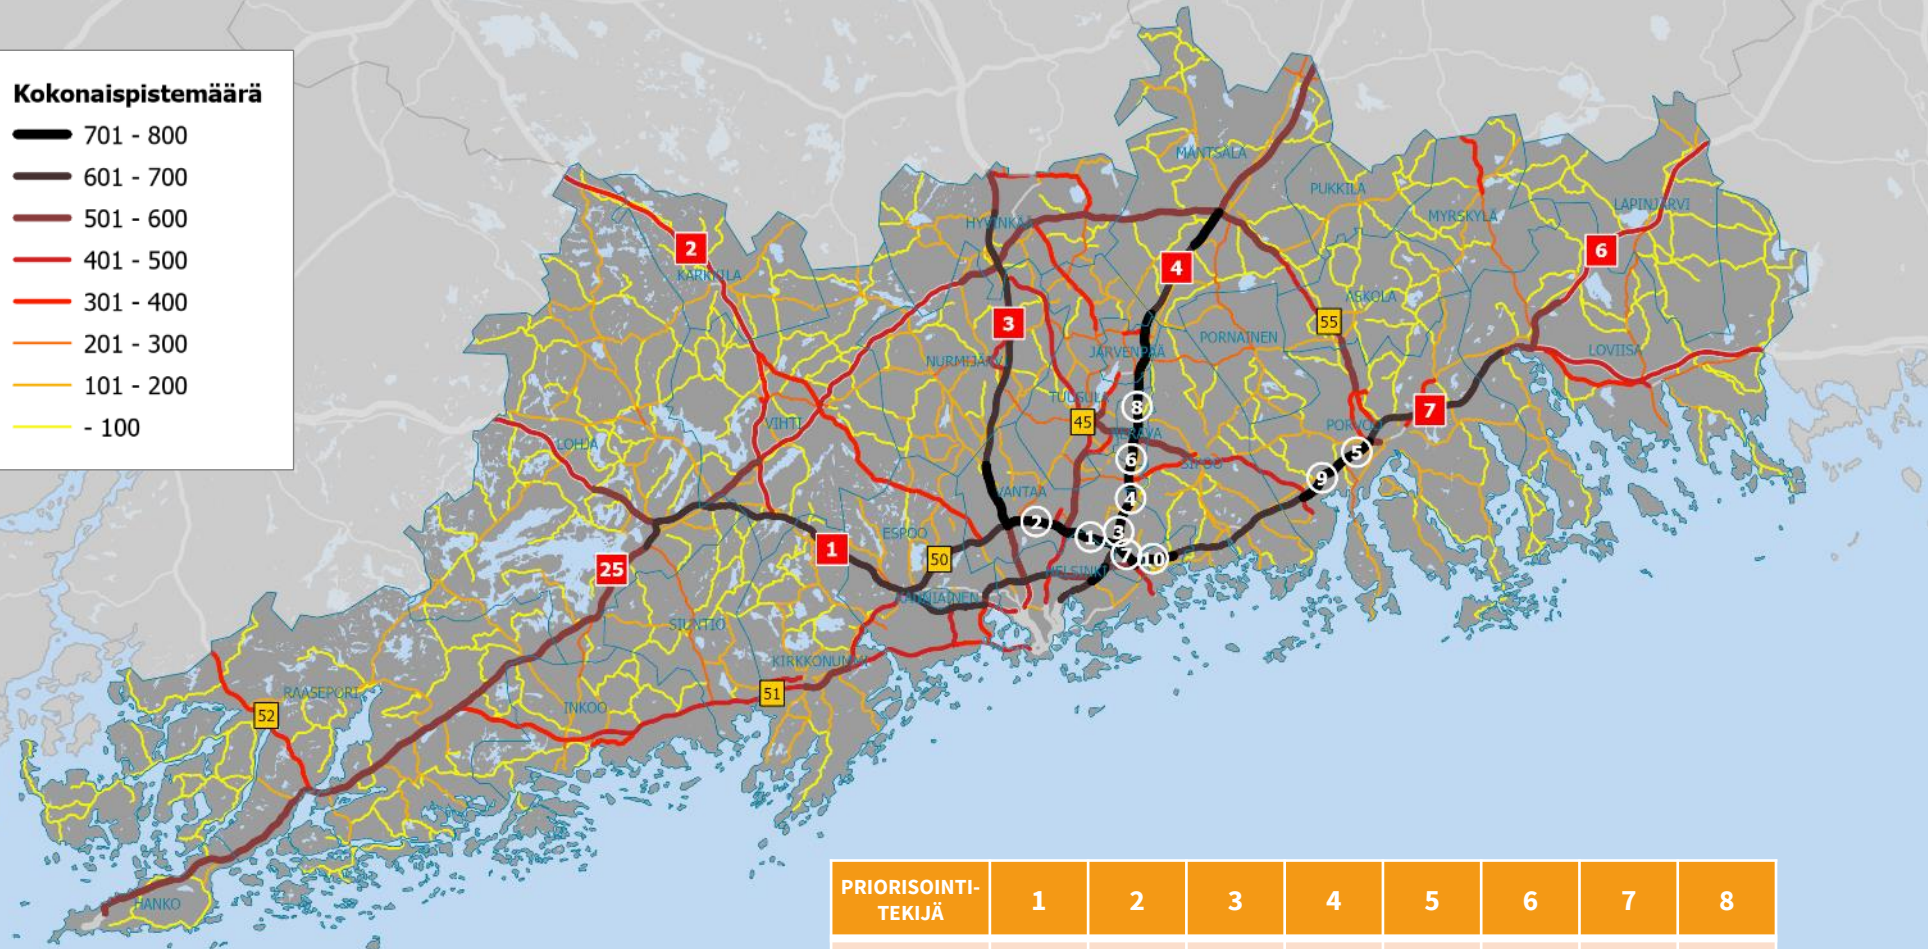 Kokonaispistemäärä
701 - 800
601 - 700
501 - 600
401 - 500
301 - 400
201 - 300
101 - 200
- 100
MÄNTSÄLÄ
PUKKILA
LAPINJÄRVI
MYRSKYLÄ
HYVINKÄÄ
2
6
4
KARKKILA
ASKOLA
3
55
PORNAINEN
JÄRVENPÄÄ
LOVIISA
NURMIJÄRVI
TUUSULA
8
7
45
VIHTI
PORVOO
KERAVA
LOHJA
5
6
SIPOO
9
VANTAA
4
2
3
1
ESPOO
1
50
7
10
25
HELSINKI
KAUNIAINEN
SIUNTIO
KIRKKONUMMI
RAASEPORI
51
INKOO
52
HANKO
PRIORISOINTI-
TEKIJÄ
1 2 3 4 5 6 7 8